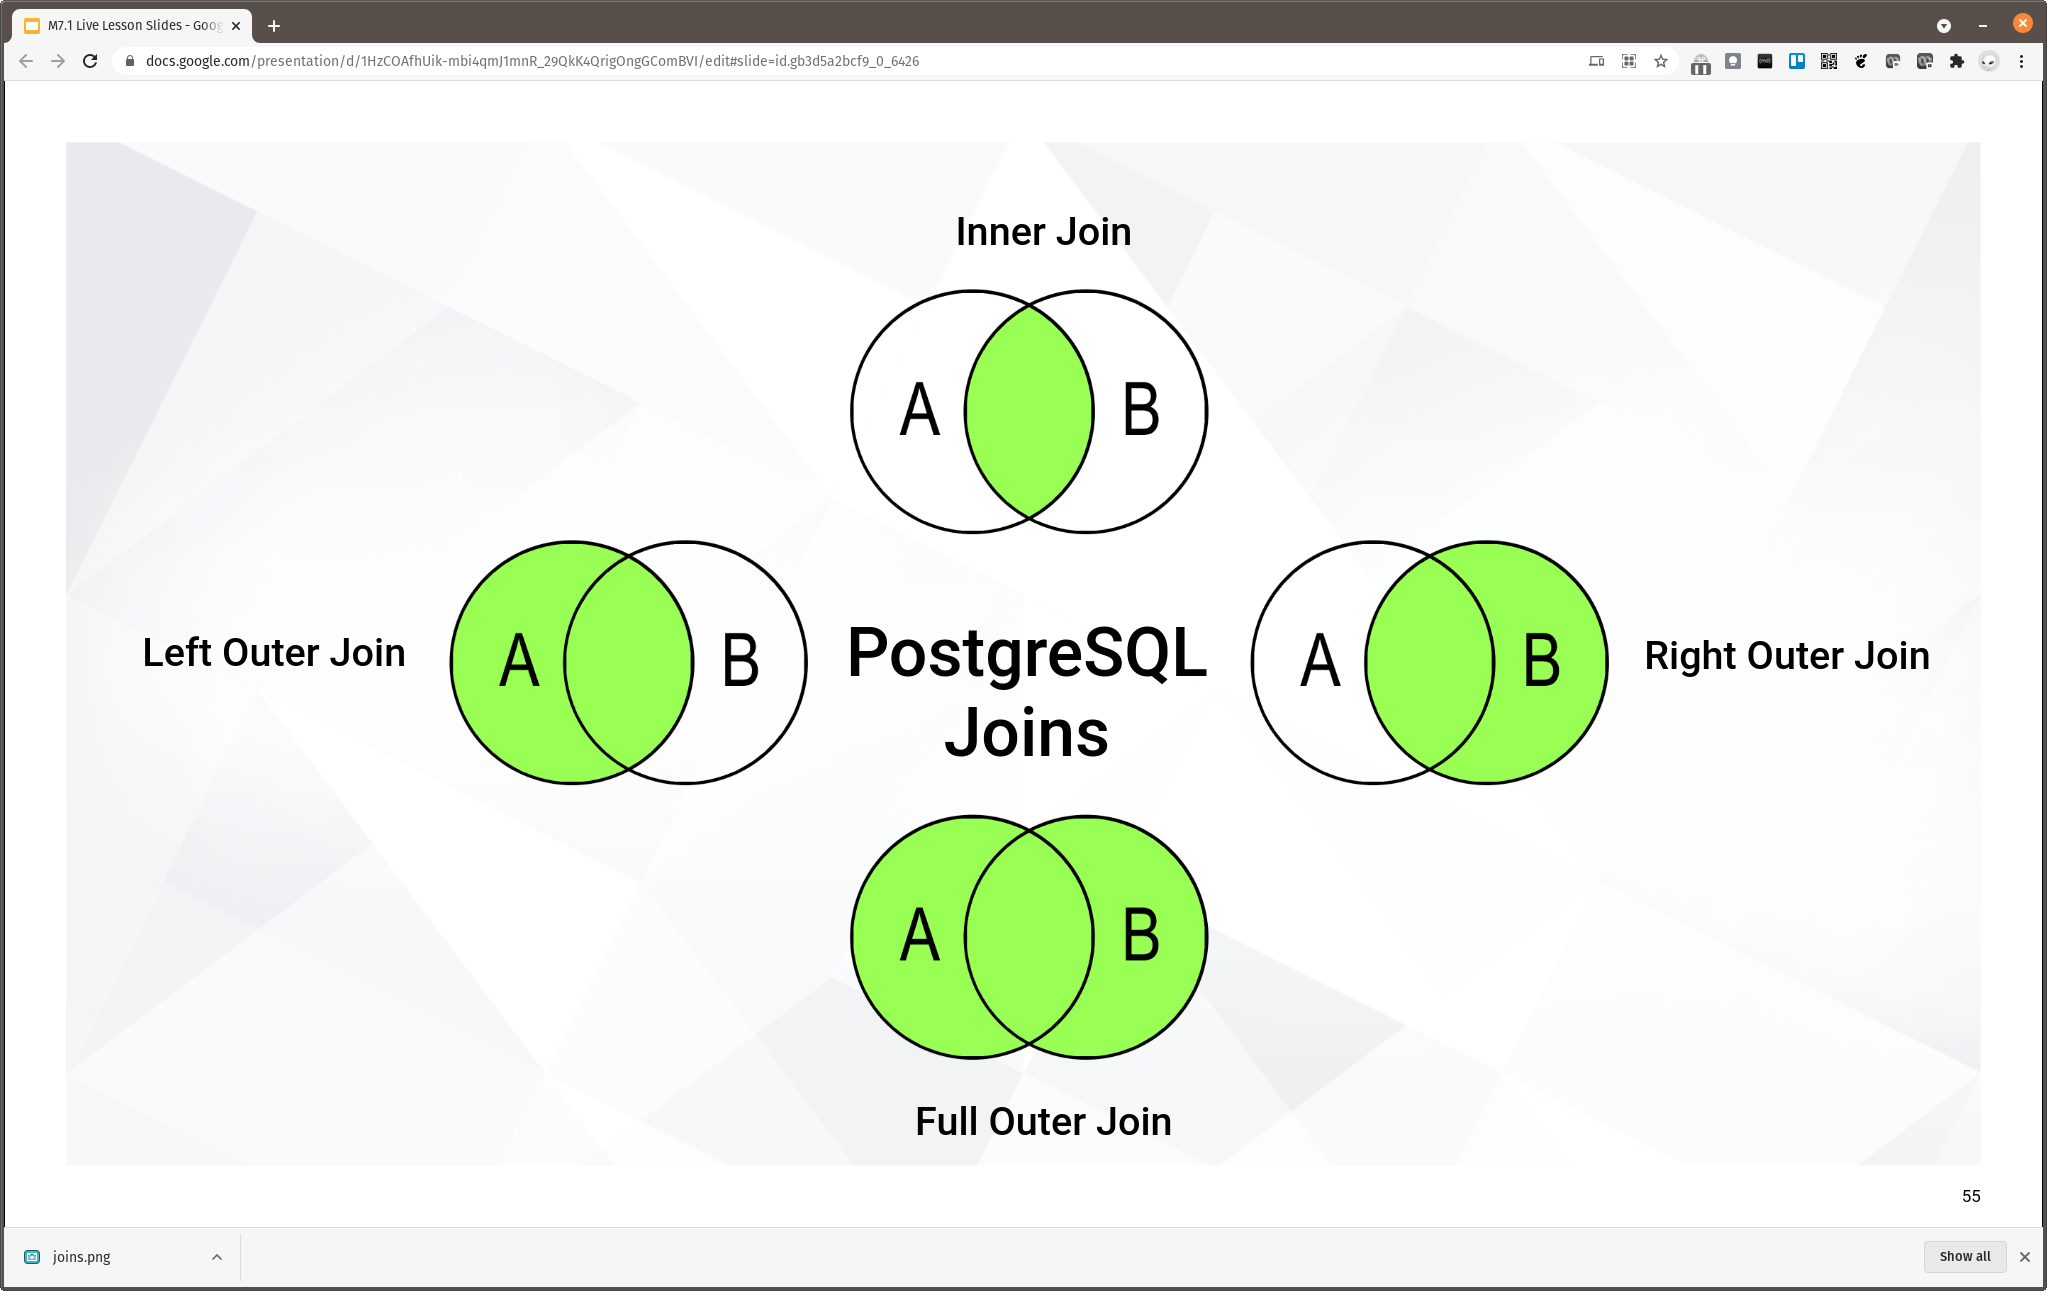 M7.1 Live Lesson Slides - Goog
docs.google.com/presentation/d/1HzCOAfhUik-mbi4qmJ1mnR_29QkK4QrigOngGComBVI/edit#slide=id.gb3d5a2bcf9_0_6426
Inner Join
A B
Left Outer Join
A B
PostgreSQL
Joins
A B
Right Outer Join
A B
Full Outer Join
55
joins.png
Show all